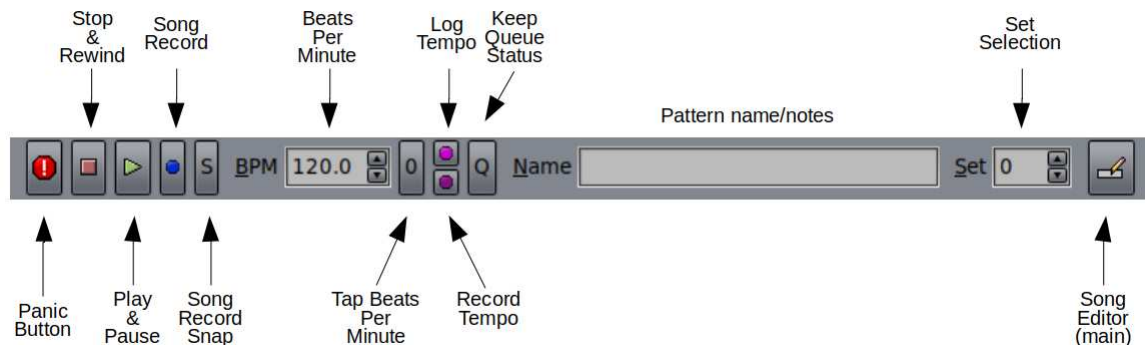 Stop
&
Rewind
Song
Record
Beats
Per
Minute
Log
Tempo
Keep
Queue
Status
Set
Selection
Pattern name/notes
S
BPM
120.0
0
Q
Name
Set
0
Panic
Button
Play
&
Pause
Song
Record
Snap
Tap Beats
Per
Minute
Record
Tempo
Song
Editor
(main)